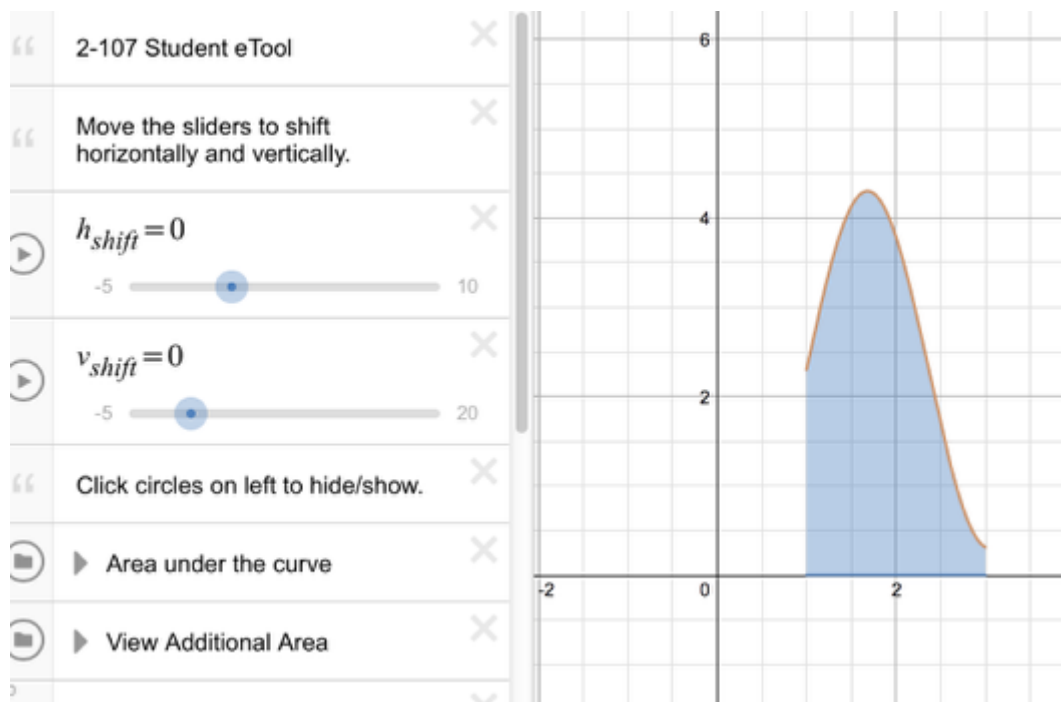 2-107 Student eTool
Move the sliders to shift
horizontally and vertically.
h_shift = 0
-5 10
v_shift = 0
-5 20
Click circles on left to hide/show.
Area under the curve
View Additional Area
6
4
2
-2 0 2